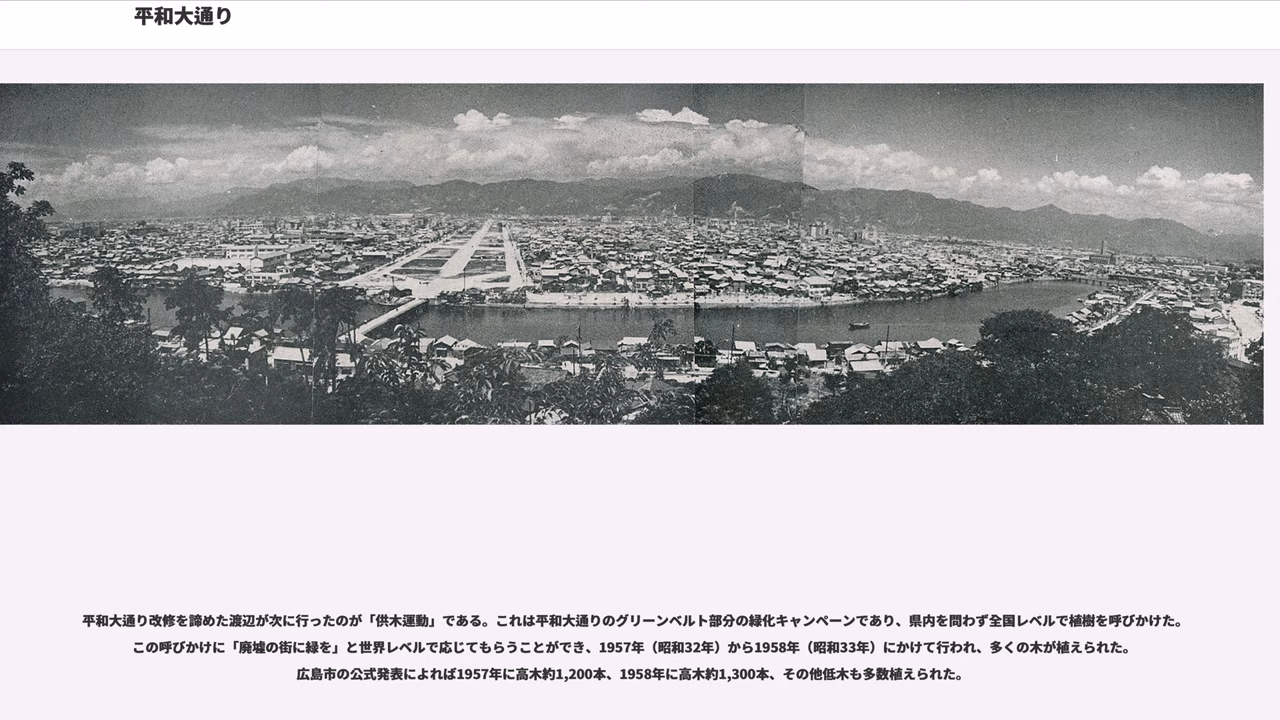 平和大通り
平和大通り改修を諦めた渡辺が次に行ったのが「供木運動」である。これは平和大通りのグリーンベルト部分の緑化キャンペーンであり、県内を問わず全国レベルで植樹を呼びかけた。
この呼びかけに「廃墟の街に緑を」と世界レベルで応じてもらうことができ、1957年（昭和32年）から1958年（昭和33年）にかけて行われ、多くの木が植えられた。
広島市の公式発表によれば1957年に高木約1,200本、1958年に高木約1,300本、その他低木も多数植えられた。